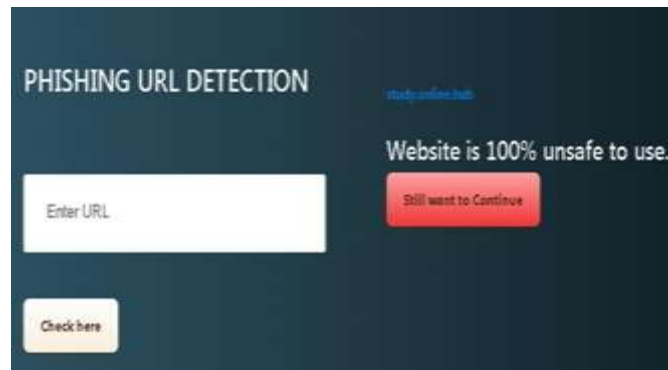 PHISHING URL DETECTION
Enter URL
Check here
Website is 100% unsafe to use.
Still want to Continue